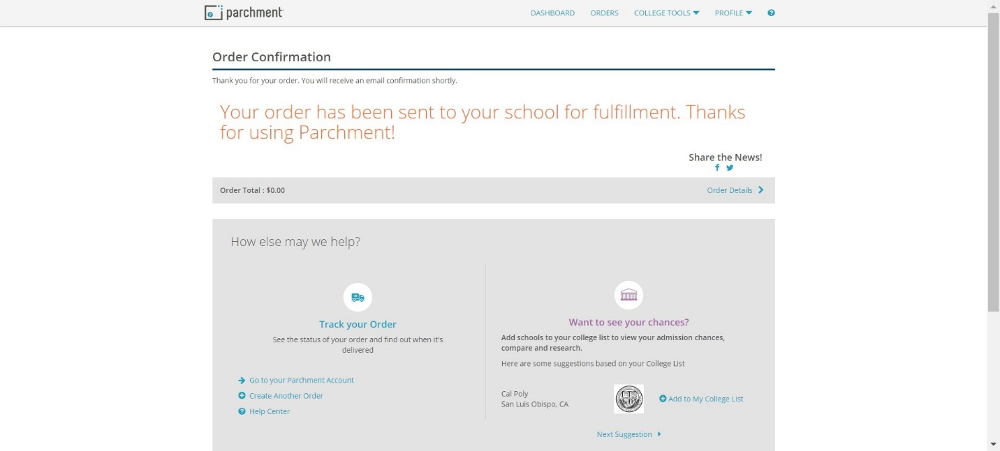 parchment
DASHBOARD ORDERS COLLEGE TOOLS PROFILE
Order Confirmation
Thank you for your order. You will receive an email confirmation shortly.
Your order has been sent to your school for fulfillment. Thanks
for using Parchment!
Share the News!
Order Total : $0.00
Order Details
How else may we help?
Track your Order
See the status of your order and find out when it's
delivered
Go to your Parchment Account
Create Another Order
Help Center
Want to see your chances?
Add schools to your college list to view your admission chances,
compare and research.
Here are some suggestions based on your College List
Cal Poly
San Luis Obispo, CA
Add to My College List
Next Suggestion